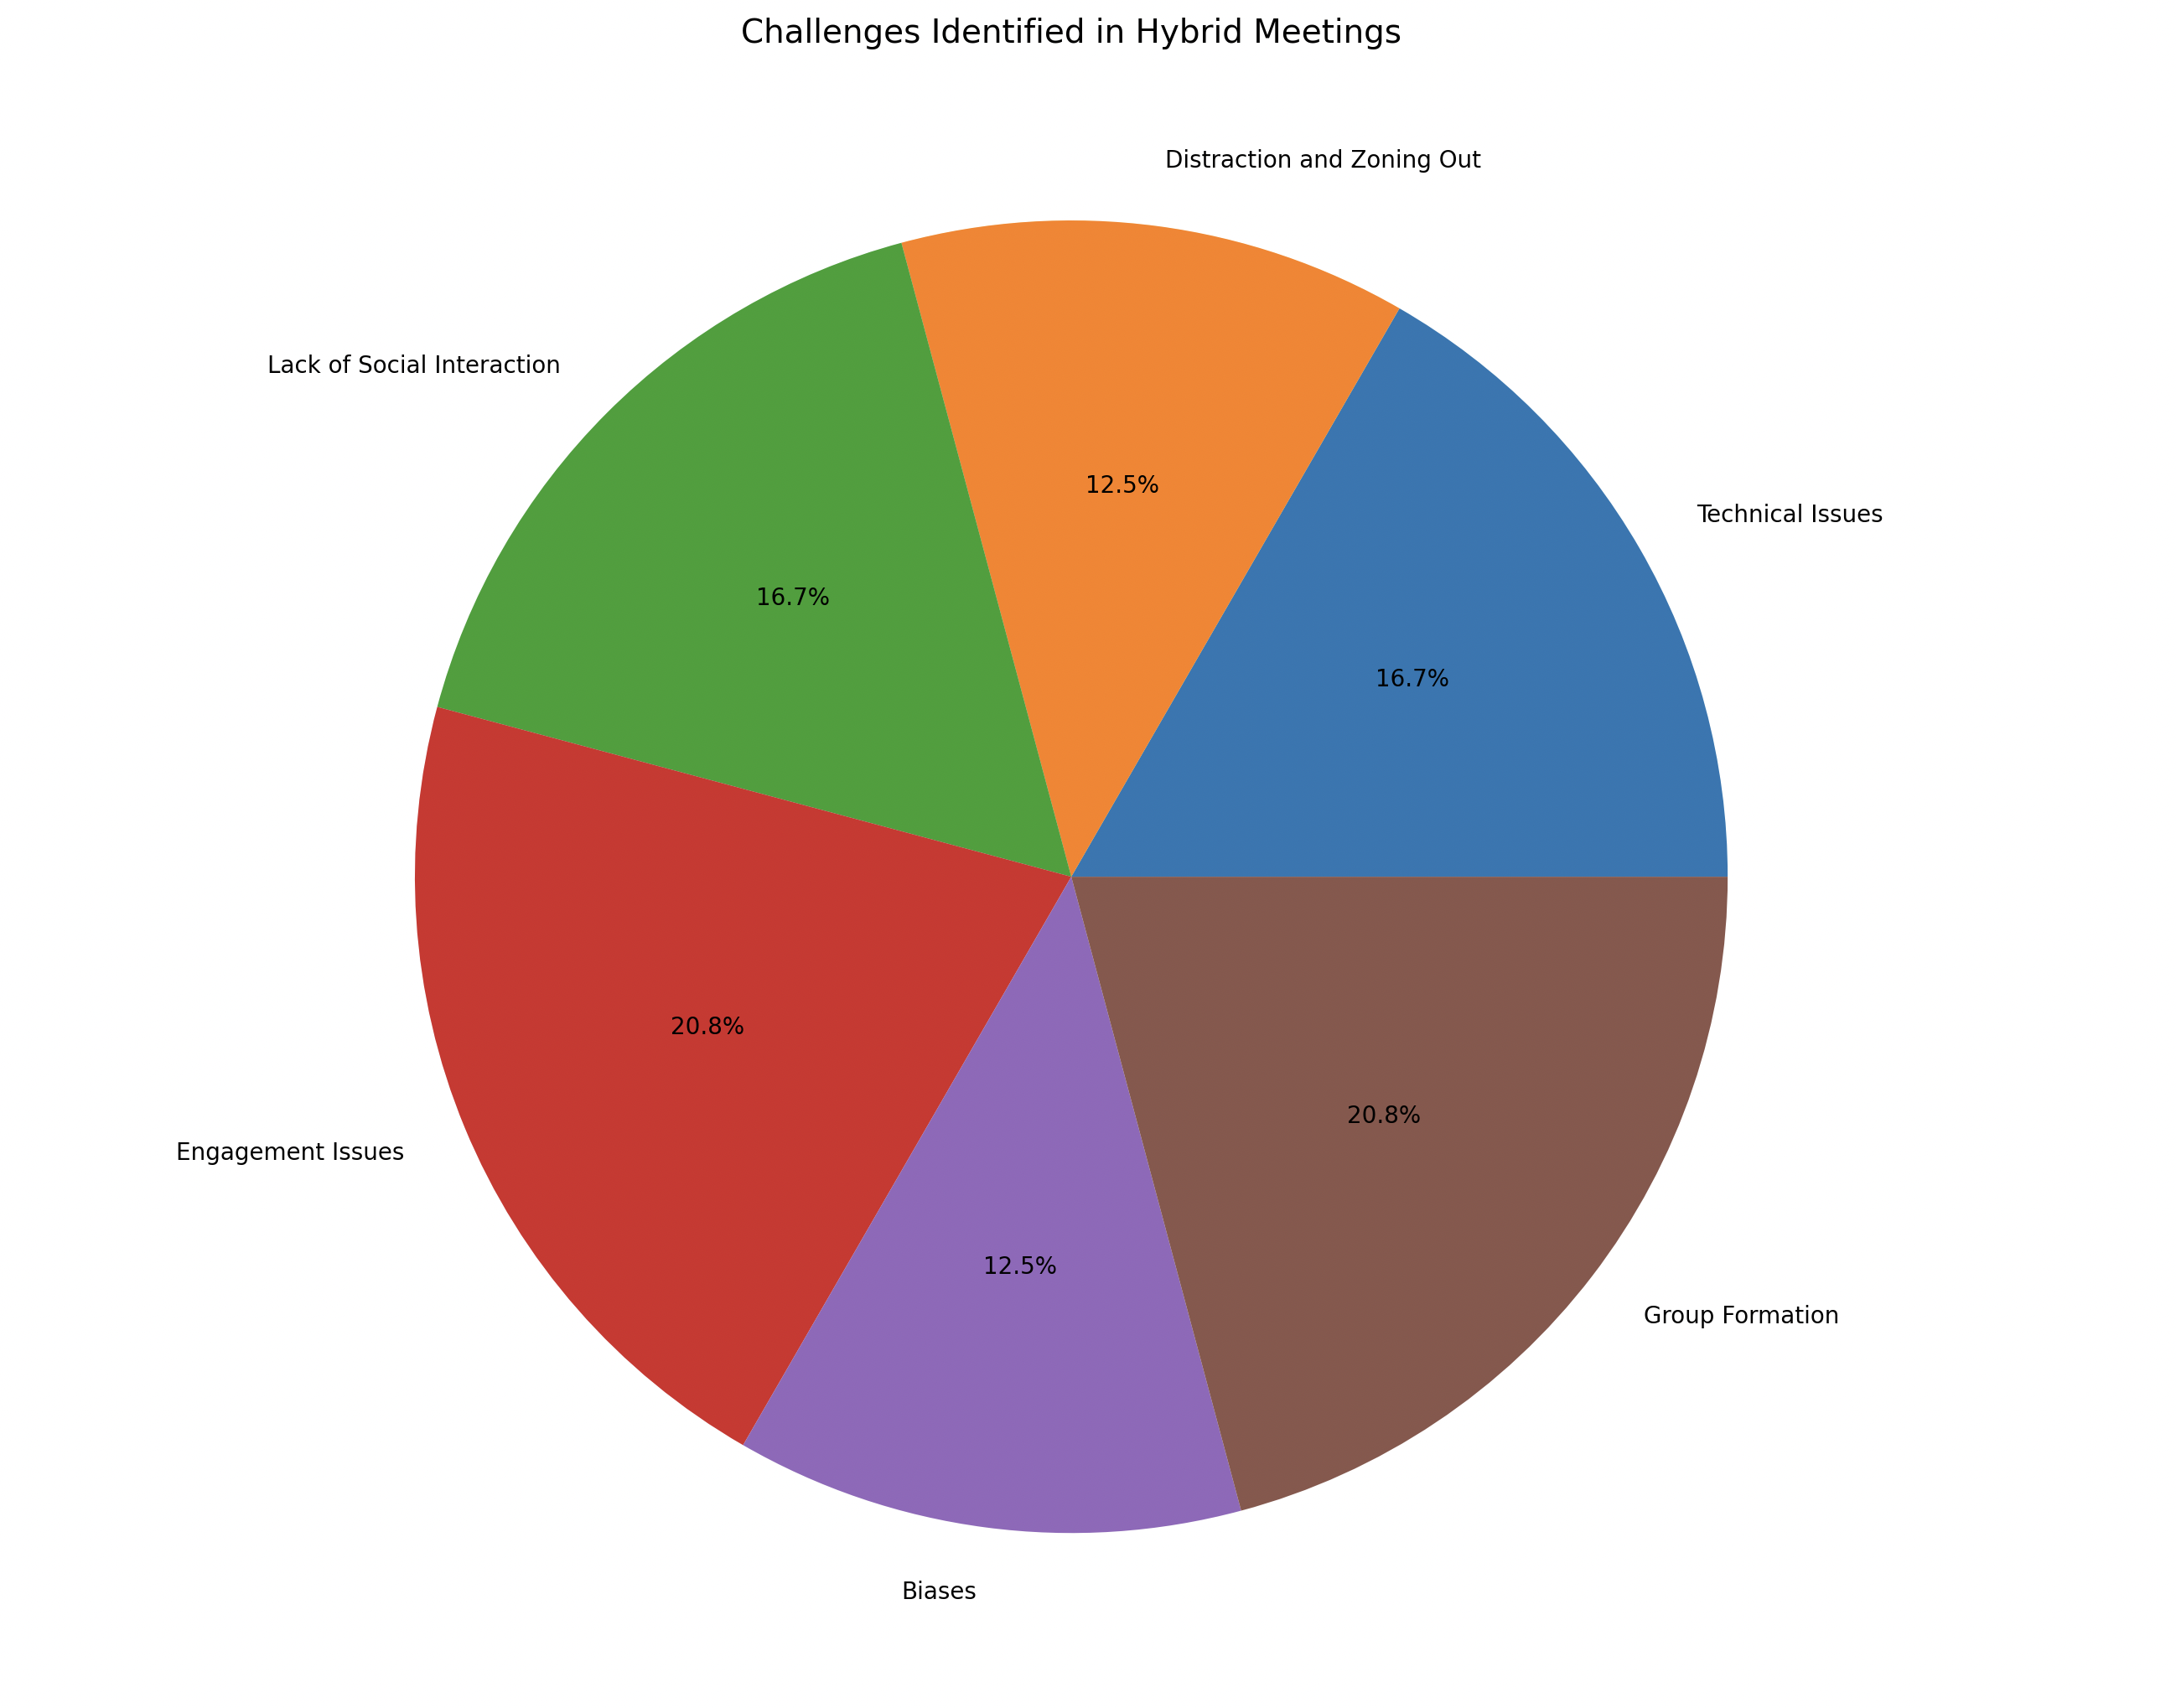 Challenges Identified in Hybrid Meetings
Distraction and Zoning Out
Lack of Social Interaction
12.5%
Technical Issues
16.7%
16.7%
20.8%
20.8%
Engagement Issues
12.5%
Group Formation
Biases